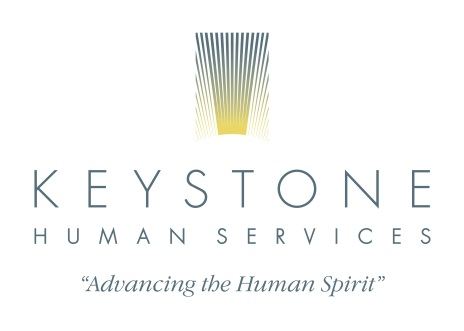 KEYSTONE
HUMAN SERVICES
“Advancing the Human Spirit”